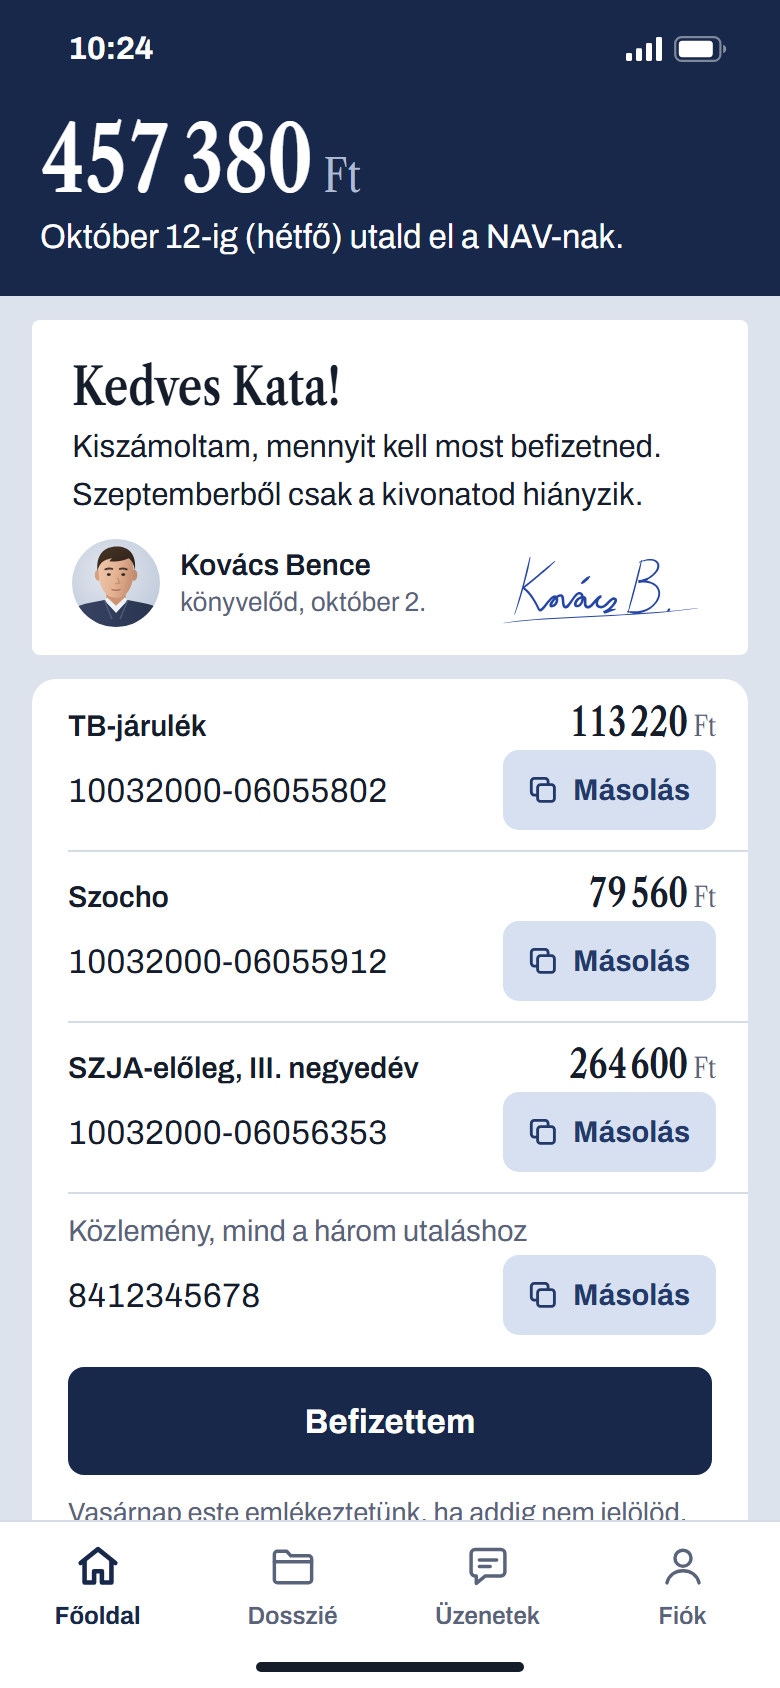 10:24
457 380 Ft
Október 12-ig (hétfő) utald el a NAV-nak.
Kedves Kata!
Kiszámoltam, mennyit kell most befizetned.
Szeptemberből csak a kivonatod hiányzik.
Kovács Bence
könyvelőd, október 2.
Kovács B.
TB-járulék
113 220 Ft
10032000-06055802
Másolás
Szocho
79 560 Ft
10032000-06055912
Másolás
SZJA-előleg, III. negyedév
264 600 Ft
10032000-06056353
Másolás
Közlemény, mind a három utaláshoz
8412345678
Másolás
Befizettem
Vasárnap este emlékeztetünk, ha addig nem jelölöd.
Főoldal
Dosszié
Üzenetek
Fiók